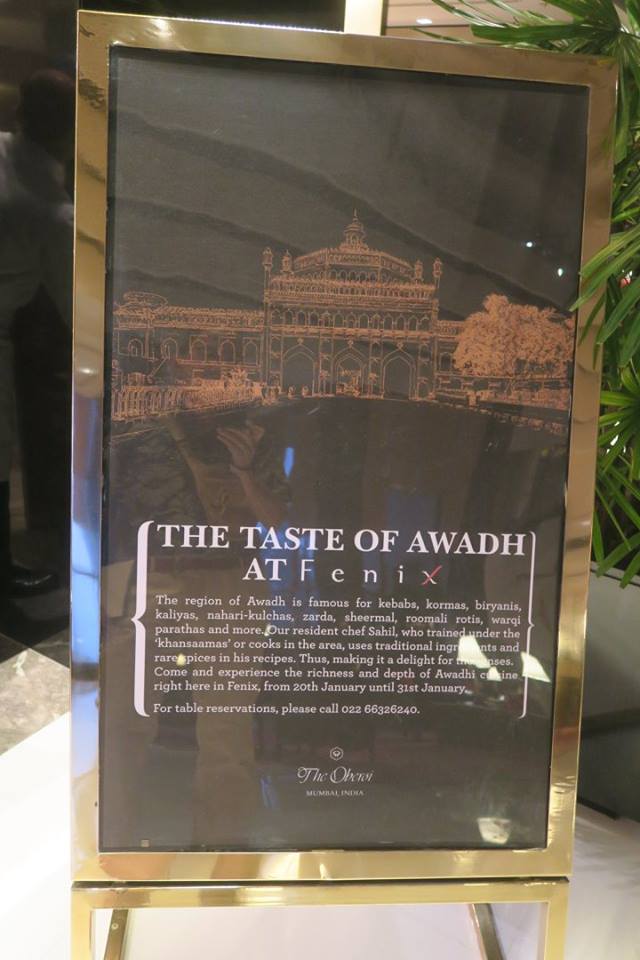 THE TASTE OF AWADH
AT Fenix
The region of Awadh is famous for kebabs, kormas, biryanis,
kaliyas, nahari-kulchas, zarda, sheermal, roomali rotis, warqi
parathas and more. Our resident chef Sahil, who trained under the
'khansaamas' or cooks in the area, uses traditional ingredients and
rare spices in his recipes. Thus, making it a delight for the senses.
Come and experience the richness and depth of Awadhi cuisine
right here in Fenix, from 20th January until 31st January.
For table reservations, please call 022 66326240.
The Oberoi
MUMBAI, INDIA